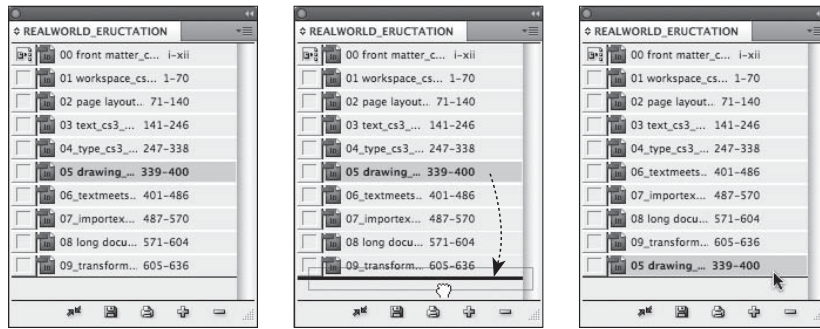 REALWORLD_ERUCTATION
00 front matter_c... i-xii
01 workspace_cs... 1-70
02 page layout... 71-140
03 text_cs3_... 141-246
04_type_cs3_... 247-338
05 drawing_... 339-400
06_textmeets.. 401-486
07_importex... 487-570
08 long docu... 571-604
09_transform... 605-636
REALWORLD_ERUCTATION
00 front matter_c... i-xii
01 workspace_cs... 1-70
02 page layout.. 71-140
03 text_cs3_... 141-246
04_type_cs3_... 247-338
05 drawing_... 339-400
06_textmeets.. 401-486
07_importex... 487-570
08 long docu... 571-604
09_transform... 605-636
REALWORLD_ERUCTATION
00 front matter_c... i-xii
01 workspace_cs... 1-70
02 page layout.. 71-140
03 text_cs3_... 141-246
04_type_cs3_... 247-338
06_textmeets.. 401-486
07_importex... 487-570
08 long docu... 571-604
09_transform... 605-636
05 drawing_... 339-400